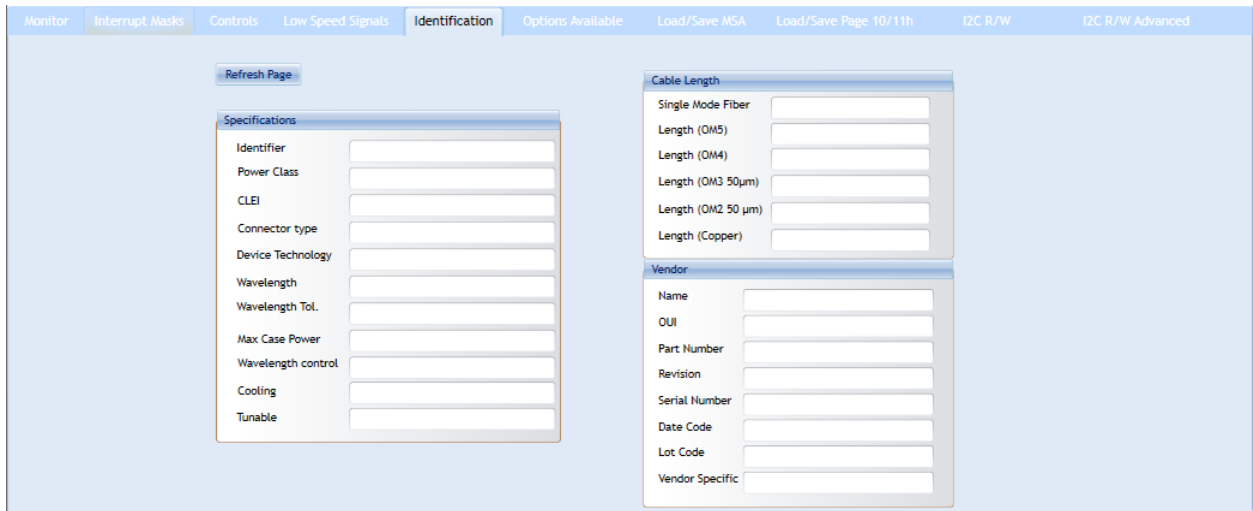 Monitor Interrupt Masks Controls Low Speed Signals Identification Options Available Load/Save MSA Load/Save Page 10/11h I2C R/W I2C R/W Advanced
Refresh Page
Specifications
Identifier
Power Class
CLEI
Connector type
Device Technology
Wavelength
Wavelength Tol.
Max Case Power
Wavelength control
Cooling
Tunable
Cable Length
Single Mode Fiber
Length (OM5)
Length (OM4)
Length (OM3 50µm)
Length (OM2 50 µm)
Length (Copper)
Vendor
Name
OUI
Part Number
Revision
Serial Number
Date Code
Lot Code
Vendor Specific